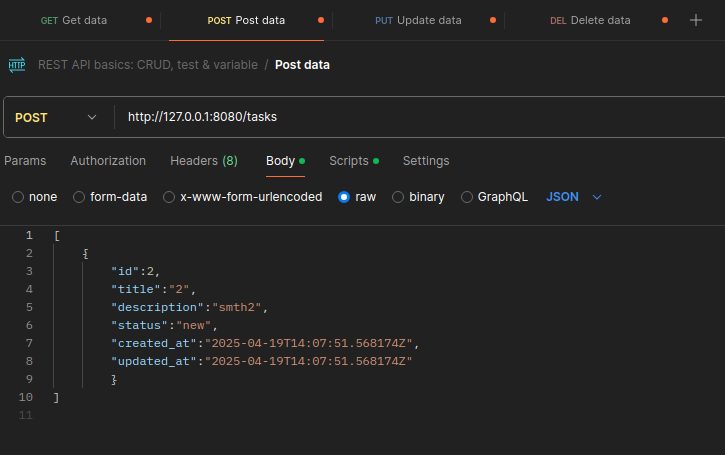 GET Get data POST Post data PUT Update data DEL Delete data
HTTP REST API basics: CRUD, test & variable / Post data
POST http://127.0.0.1:8080/tasks
Params Authorization Headers (8) Body Scripts Settings
none form-data x-www-form-urlencoded raw binary GraphQL JSON
1 [
2 {
3 "id":2,
4 "title":"2",
5 "description":"smth2",
6 "status":"new",
7 "created_at":"2025-04-19T14:07:51.568174Z",
8 "updated_at":"2025-04-19T14:07:51.568174Z"
9 }
10 ]
11